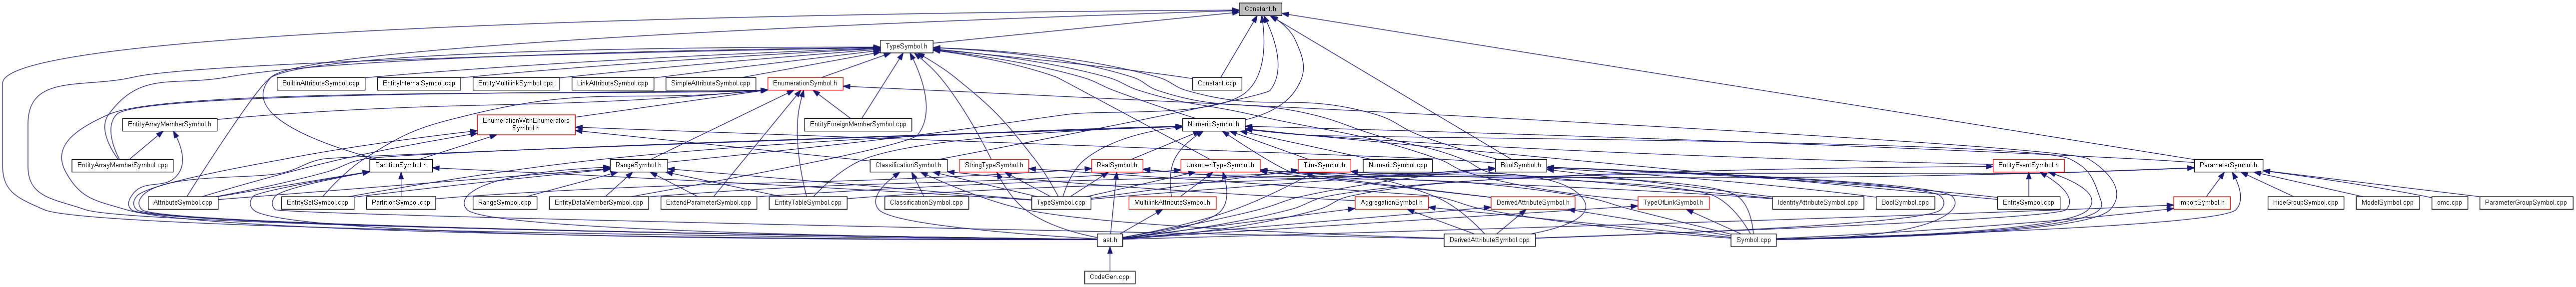 Constant.h
TypeSymbol.h
BuiltinAttributeSymbol.cpp
EntityInternalSymbol.cpp
EntityMultilinkSymbol.cpp
LinkAttributeSymbol.cpp
SimpleAttributeSymbol.cpp
EnumerationSymbol.h
Constant.cpp
EntityArrayMemberSymbol.h
EnumerationWithEnumerators
Symbol.h
EntityForeignMemberSymbol.cpp
NumericSymbol.h
EntityArrayMemberSymbol.cpp
PartitionSymbol.h
RangeSymbol.h
ClassificationSymbol.h
StringTypeSymbol.h
RealSymbol.h
UnknownTypeSymbol.h
TimeSymbol.h
NumericSymbol.cpp
BoolSymbol.h
EntityEventSymbol.h
ParameterSymbol.h
AttributeSymbol.cpp
EntitySetSymbol.cpp
PartitionSymbol.cpp
RangeSymbol.cpp
EntityDataMemberSymbol.cpp
ExtendParameterSymbol.cpp
EntityTableSymbol.cpp
ClassificationSymbol.cpp
TypeSymbol.cpp
MultilinkAttributeSymbol.h
AggregationSymbol.h
DerivedAttributeSymbol.h
TypeOfLinkSymbol.h
IdentityAttributeSymbol.cpp
BoolSymbol.cpp
EntitySymbol.cpp
ImportSymbol.h
HideGroupSymbol.cpp
ModelSymbol.cpp
omc.cpp
ParameterGroupSymbol.cpp
ast.h
DerivedAttributeSymbol.cpp
Symbol.cpp
CodeGen.cpp